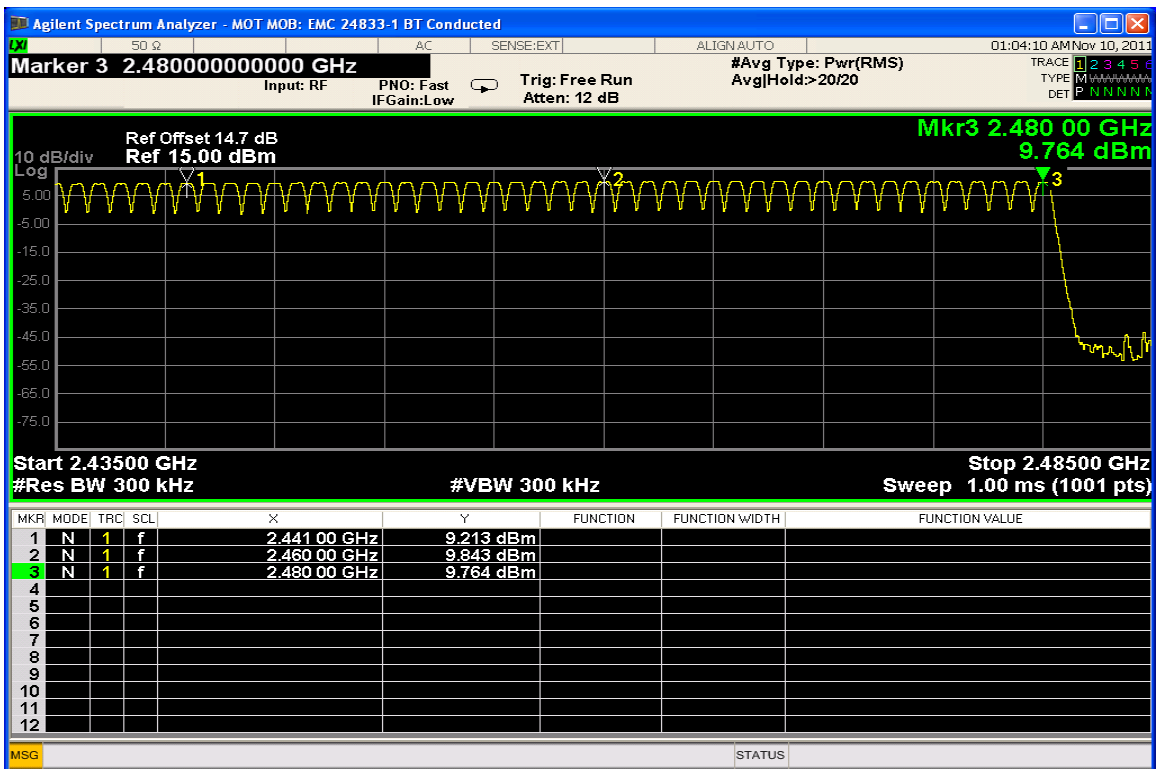 Agilent Spectrum Analyzer - MOT MOB: EMC 24833-1 BT Conducted
LXI 50 Ω AC SENSE:EXT ALIGN AUTO 01:04:10 AM Nov 10, 2011
Marker 3 2.480000000000 GHz
Input: RF
PNO: Fast
IFGain:Low
Trig: Free Run
Atten: 12 dB
#Avg Type: Pwr(RMS)
Avg|Hold:>20/20
TRACE 1 2 3 4 5 6
TYPE M
DET P N N N N N
Mkr3 2.480 00 GHz
9.764 dBm
Ref Offset 14.7 dB
10 dB/div Ref 15.00 dBm
Log
1
2
3
5.00
-5.00
-15.0
-25.0
-35.0
-45.0
-55.0
-65.0
-75.0
Start 2.43500 GHz Stop 2.48500 GHz
#Res BW 300 kHz #VBW 300 kHz Sweep 1.00 ms (1001 pts)
MKR MODE TRC SCL X Y FUNCTION FUNCTION WIDTH FUNCTION VALUE
1 N 1 f 2.441 00 GHz 9.213 dBm
2 N 1 f 2.460 00 GHz 9.843 dBm
3 N 1 f 2.480 00 GHz 9.764 dBm
4
5
6
7
8
9
10
11
12
MSG STATUS